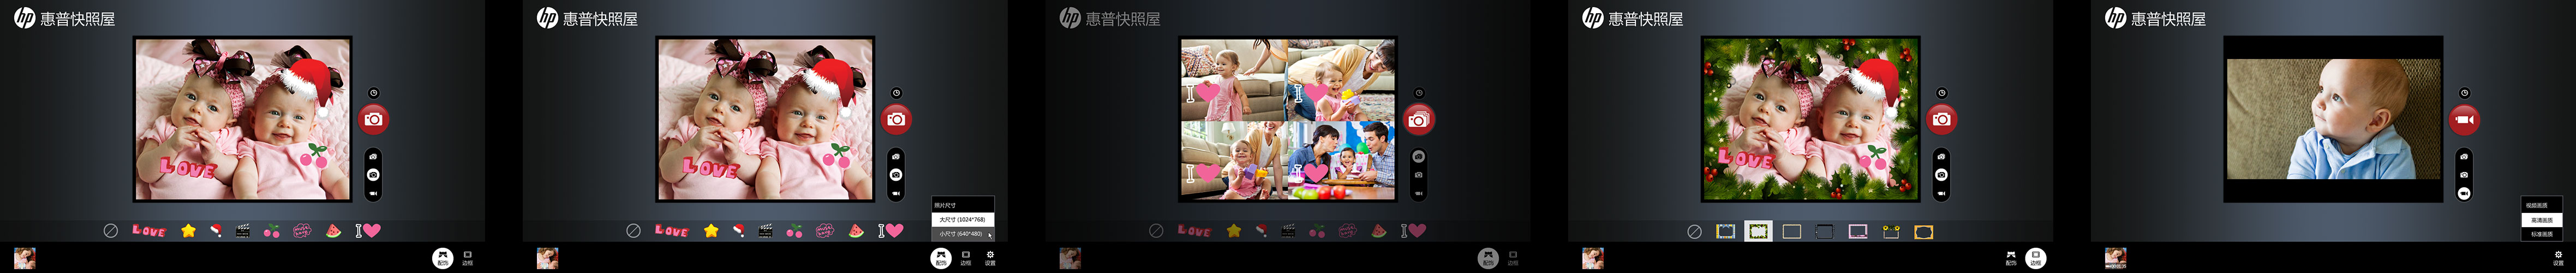 hp 惠普快照屋
LOVE
LOVE I
配饰 边框
hp 惠普快照屋
LOVE
照片尺寸
大尺寸 (1024*768)
小尺寸 (640*480)
LOVE I
配饰 边框 设置
hp 惠普快照屋
I I
I I
LOVE I
配饰 边框
hp 惠普快照屋
LOVE
配饰 边框
hp 惠普快照屋
视频画质
高清画质
标准画质
设置